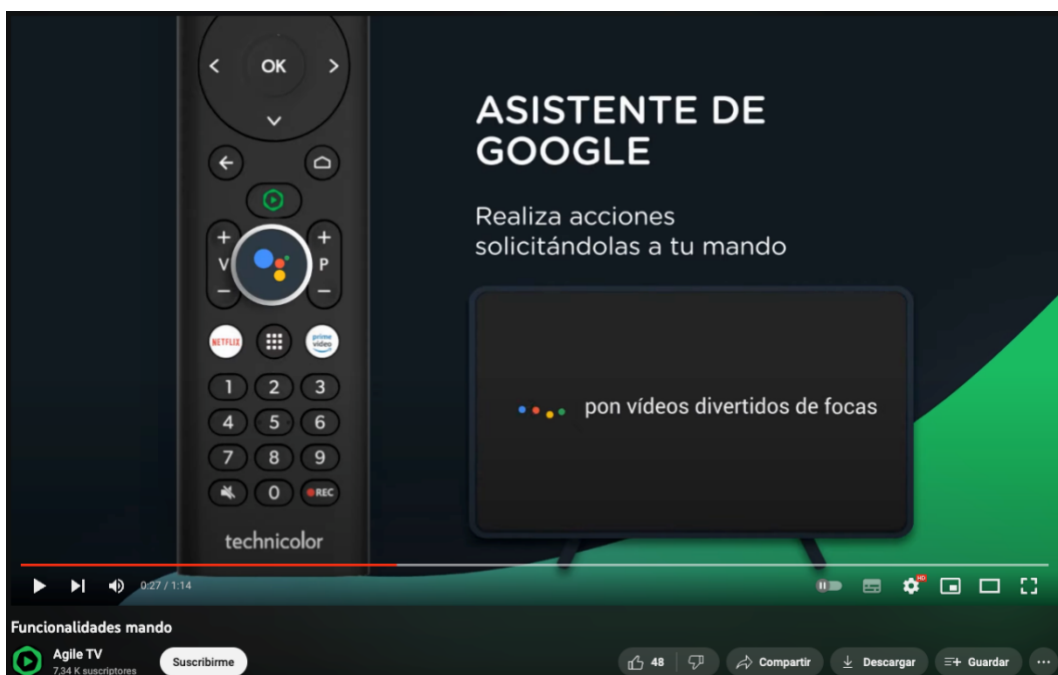 OK
ASISTENTE DE
GOOGLE
Realiza acciones
solicitándolas a tu mando
+ +
V P
− −
NETFLIX prime video
1 2 3
4 5 6
7 8 9
0 REC
technicolor
pon vídeos divertidos de focas
0:27 / 1:14
HD
Funcionalidades mando
Agile TV
7,34 K suscriptores
Suscribirme
48
Compartir
Descargar
Guardar